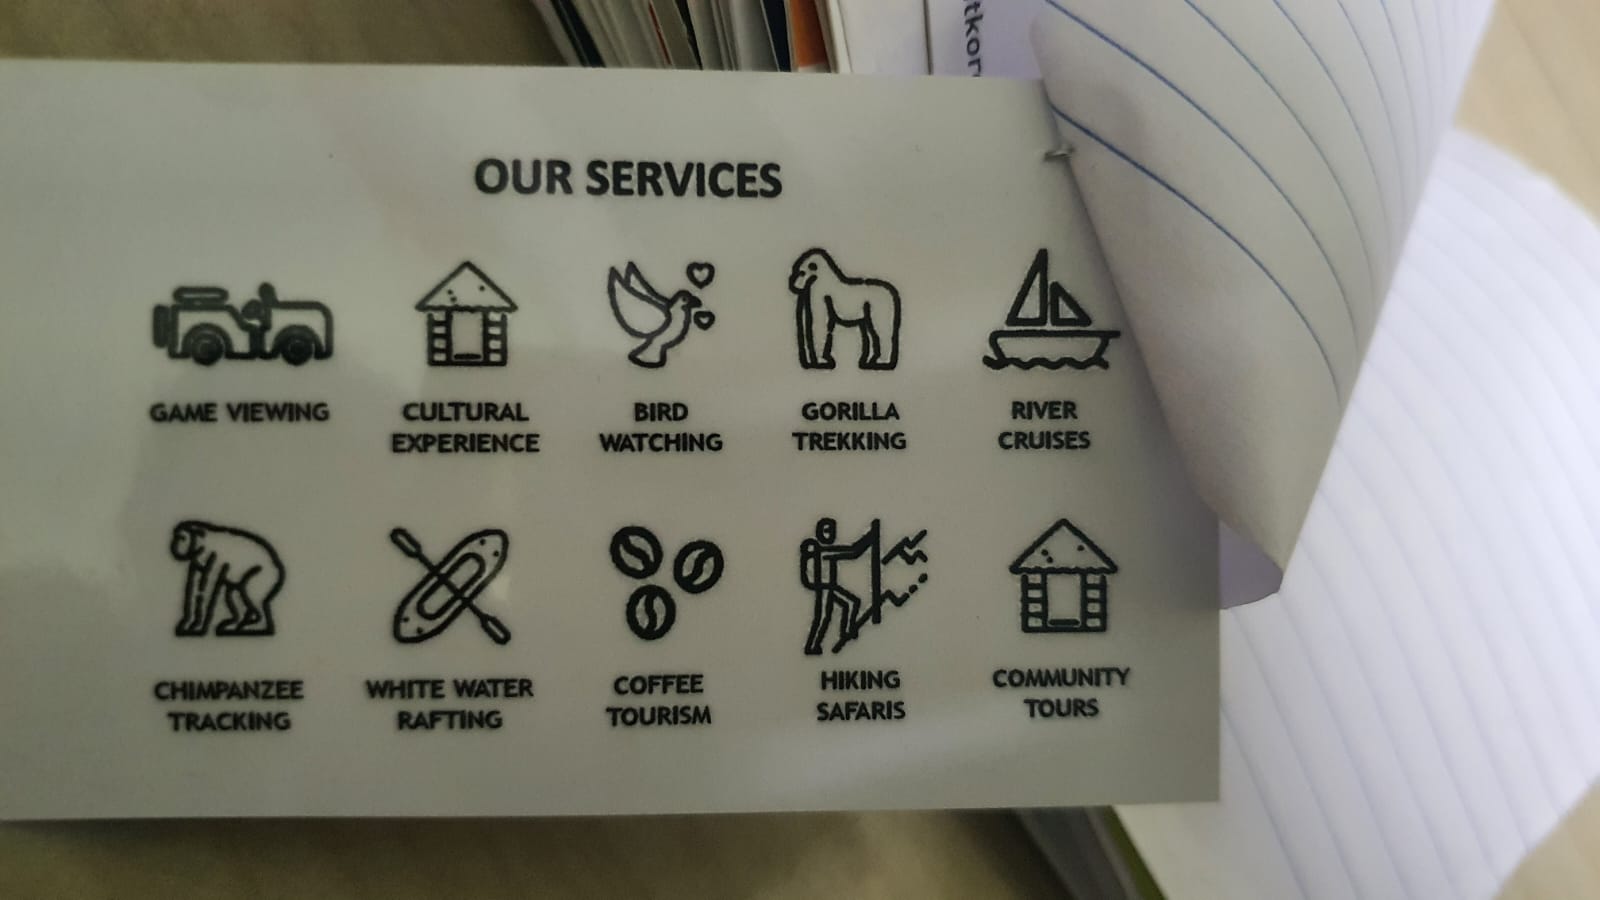 OUR SERVICES
GAME VIEWING
CULTURAL
EXPERIENCE
BIRD
WATCHING
GORILLA
TREKKING
RIVER
CRUISES
CHIMPANZEE
TRACKING
WHITE WATER
RAFTING
COFFEE
TOURISM
HIKING
SAFARIS
COMMUNITY
TOURS